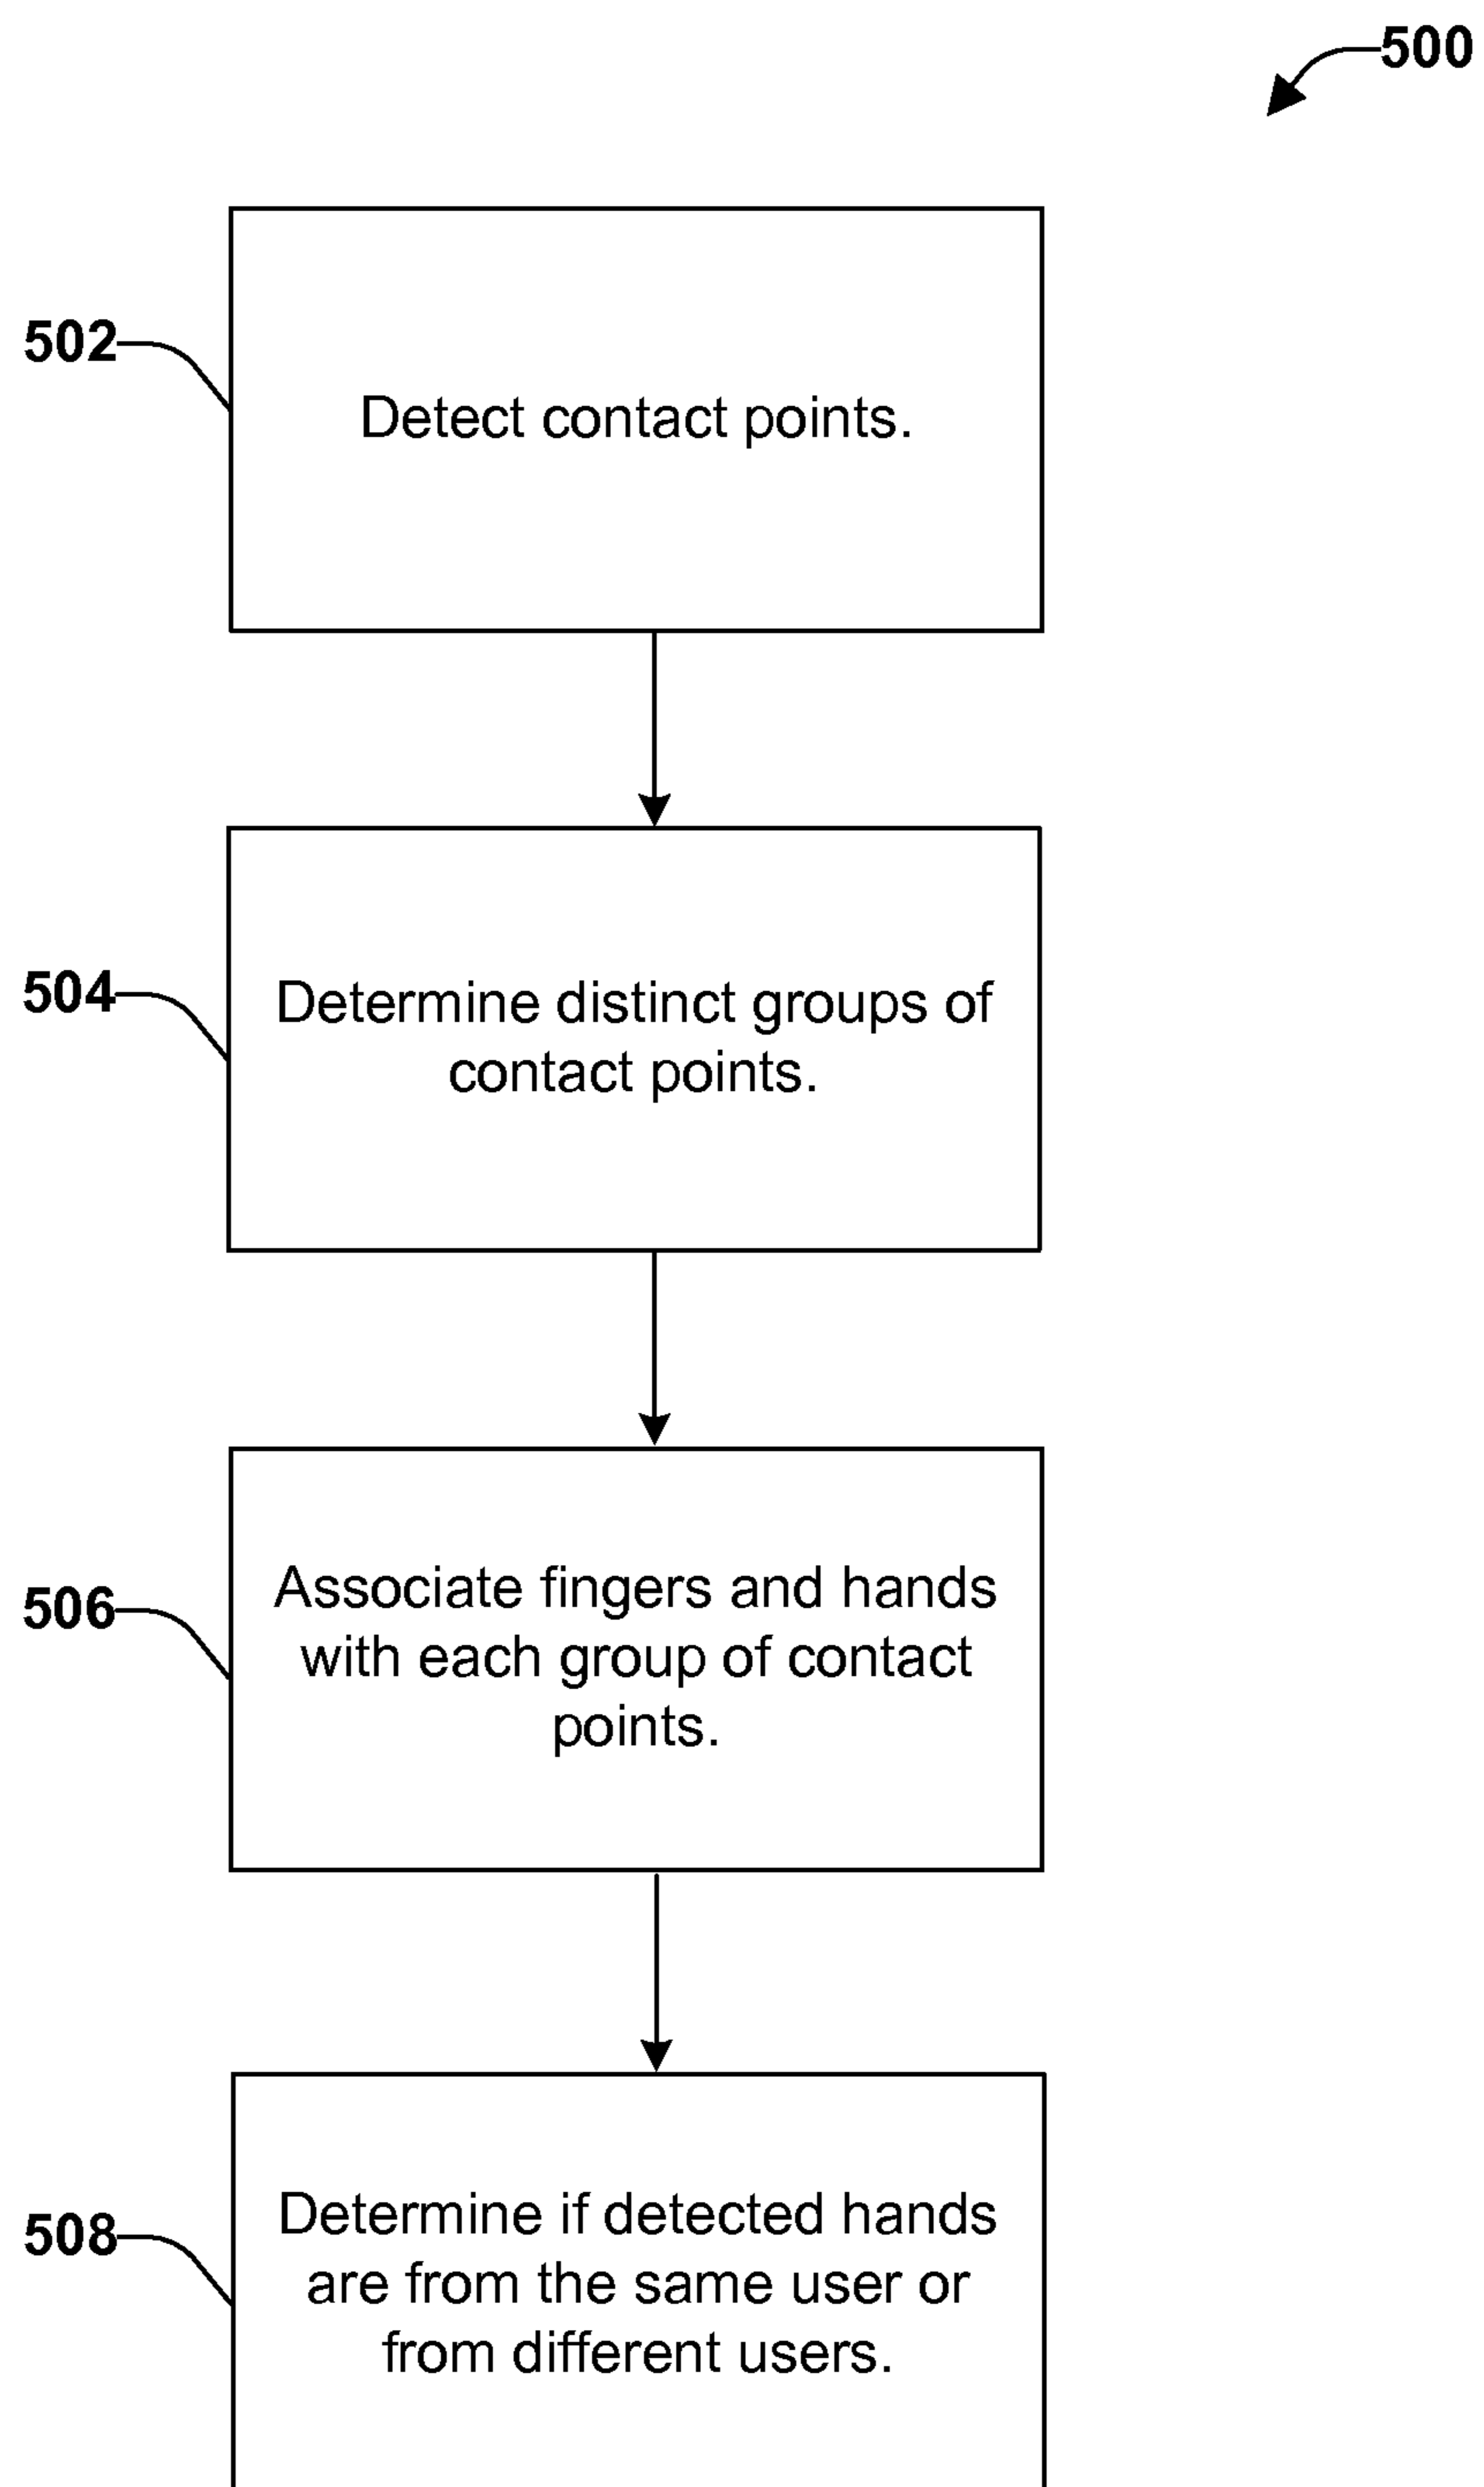 500
502
Detect contact points.
504
Determine distinct groups of
contact points.
506
Associate fingers and hands
with each group of contact
points.
508
Determine if detected hands
are from the same user or
from different users.